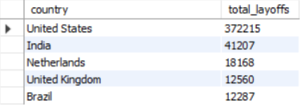 country total_layoffs
United States 372215
India 41207
Netherlands 18168
United Kingdom 12560
Brazil 12287